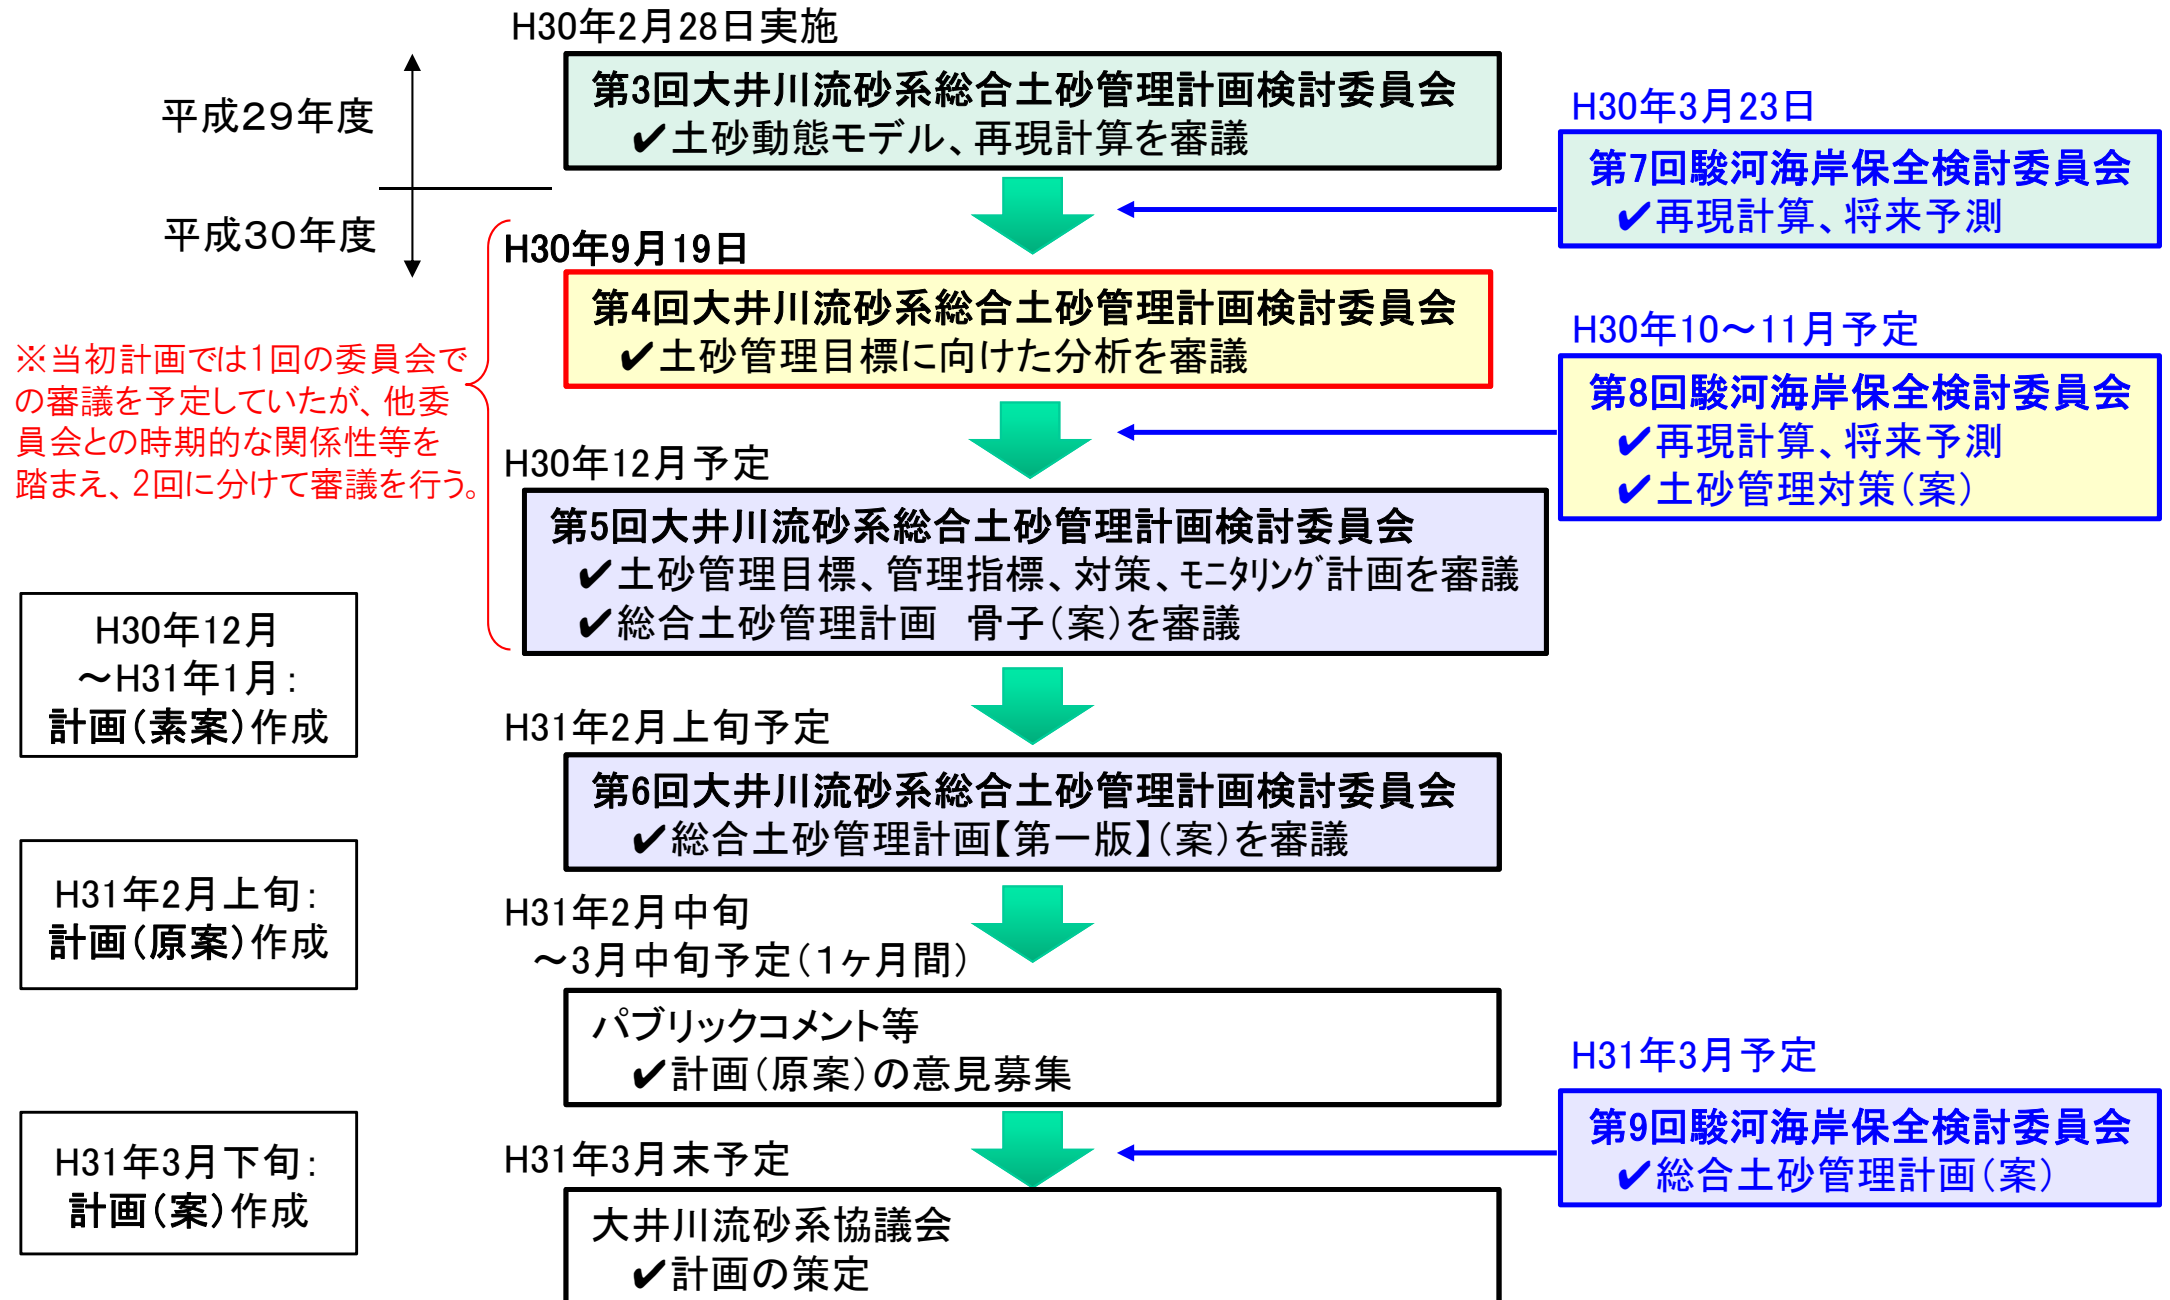 H30年2月28日実施
第3回大井川流砂系総合土砂管理計画検討委員会
✔土砂動態モデル、再現計算を審議
平成29年度
平成30年度
H30年3月23日
第7回駿河海岸保全検討委員会
✔再現計算、将来予測
H30年9月19日
第4回大井川流砂系総合土砂管理計画検討委員会
✔土砂管理目標に向けた分析を審議
※当初計画では1回の委員会で
の審議を予定していたが、他委
員会との時期的な関係性等を
踏まえ、2回に分けて審議を行う。
H30年10～11月予定
第8回駿河海岸保全検討委員会
✔再現計算、将来予測
✔土砂管理対策(案)
H30年12月予定
第5回大井川流砂系総合土砂管理計画検討委員会
✔土砂管理目標、管理指標、対策、ﾓﾆﾀﾘﾝｸﾞ計画を審議
✔総合土砂管理計画　骨子(案)を審議
H30年12月
～H31年1月:
計画(素案)作成
H31年2月上旬予定
第6回大井川流砂系総合土砂管理計画検討委員会
✔総合土砂管理計画【第一版】(案)を審議
H31年2月上旬:
計画(原案)作成
H31年2月中旬
～3月中旬予定(1ヶ月間)
パブリックコメント等
✔計画(原案)の意見募集
H31年3月予定
第9回駿河海岸保全検討委員会
✔総合土砂管理計画(案)
H31年3月下旬:
計画(案)作成
H31年3月末予定
大井川流砂系協議会
✔計画の策定